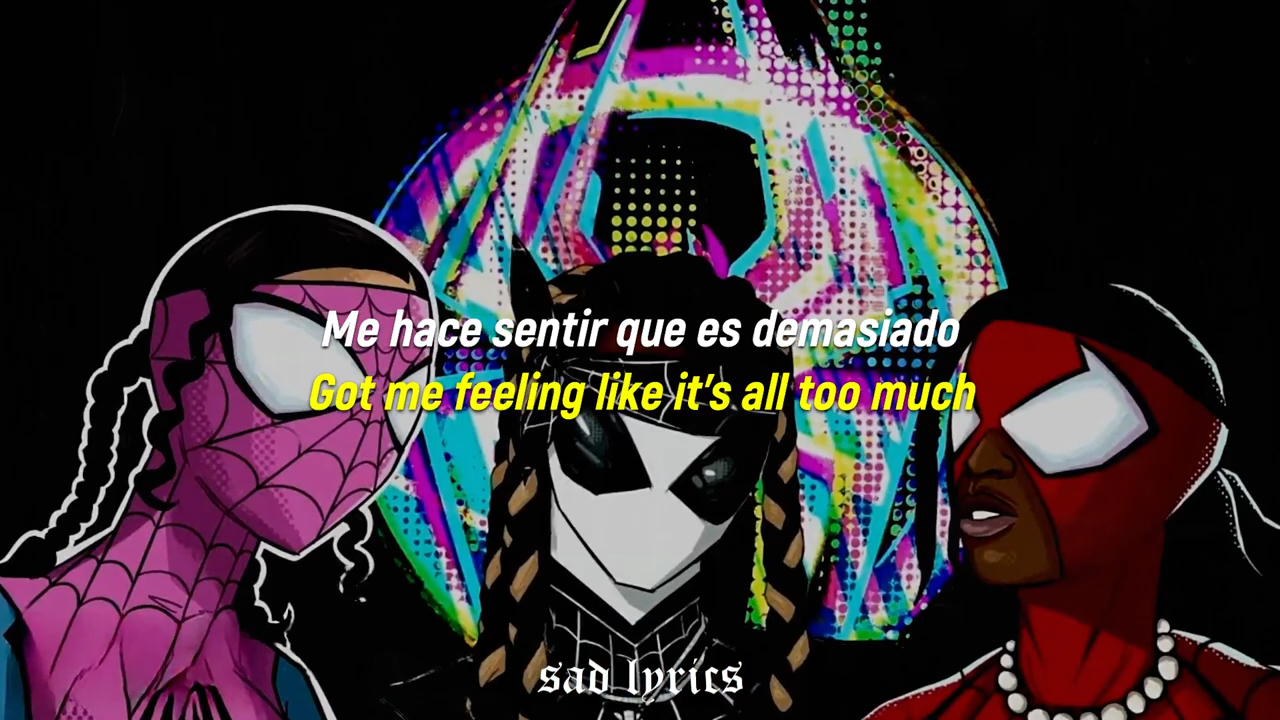 Me hace sentir que es demasiado
Got me feeling like it's all too much
sad lyrics